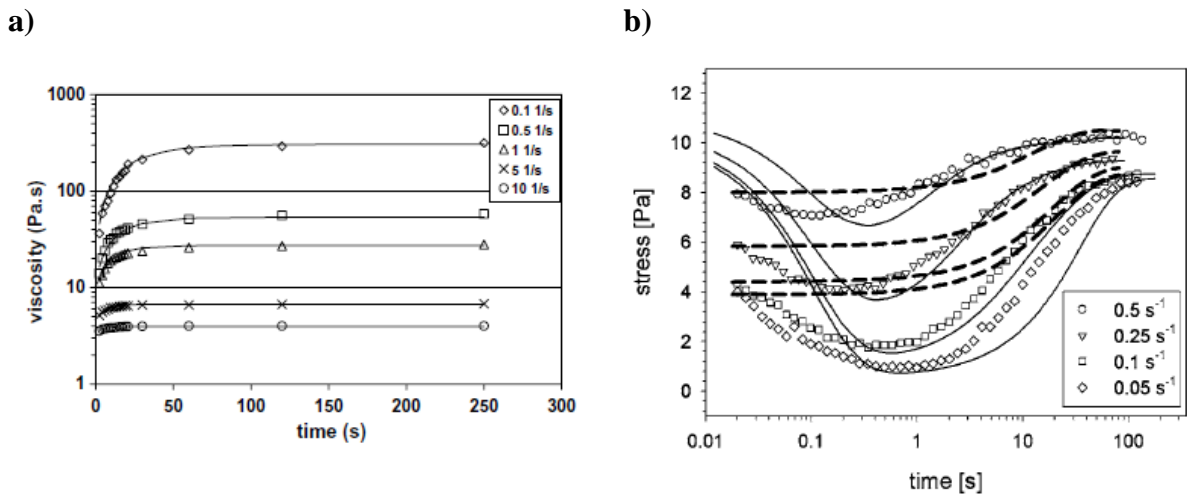 a)
b)
1000
100
10
1
0
50
100
150
200
250
300
viscosity (Pa.s)
time (s)
0.1 1/s
0.5 1/s
1 1/s
5 1/s
10 1/s
12
10
8
6
4
2
0
0.01
0.1
1
10
100
stress [Pa]
time [s]
0.5 s⁻¹
0.25 s⁻¹
0.1 s⁻¹
0.05 s⁻¹